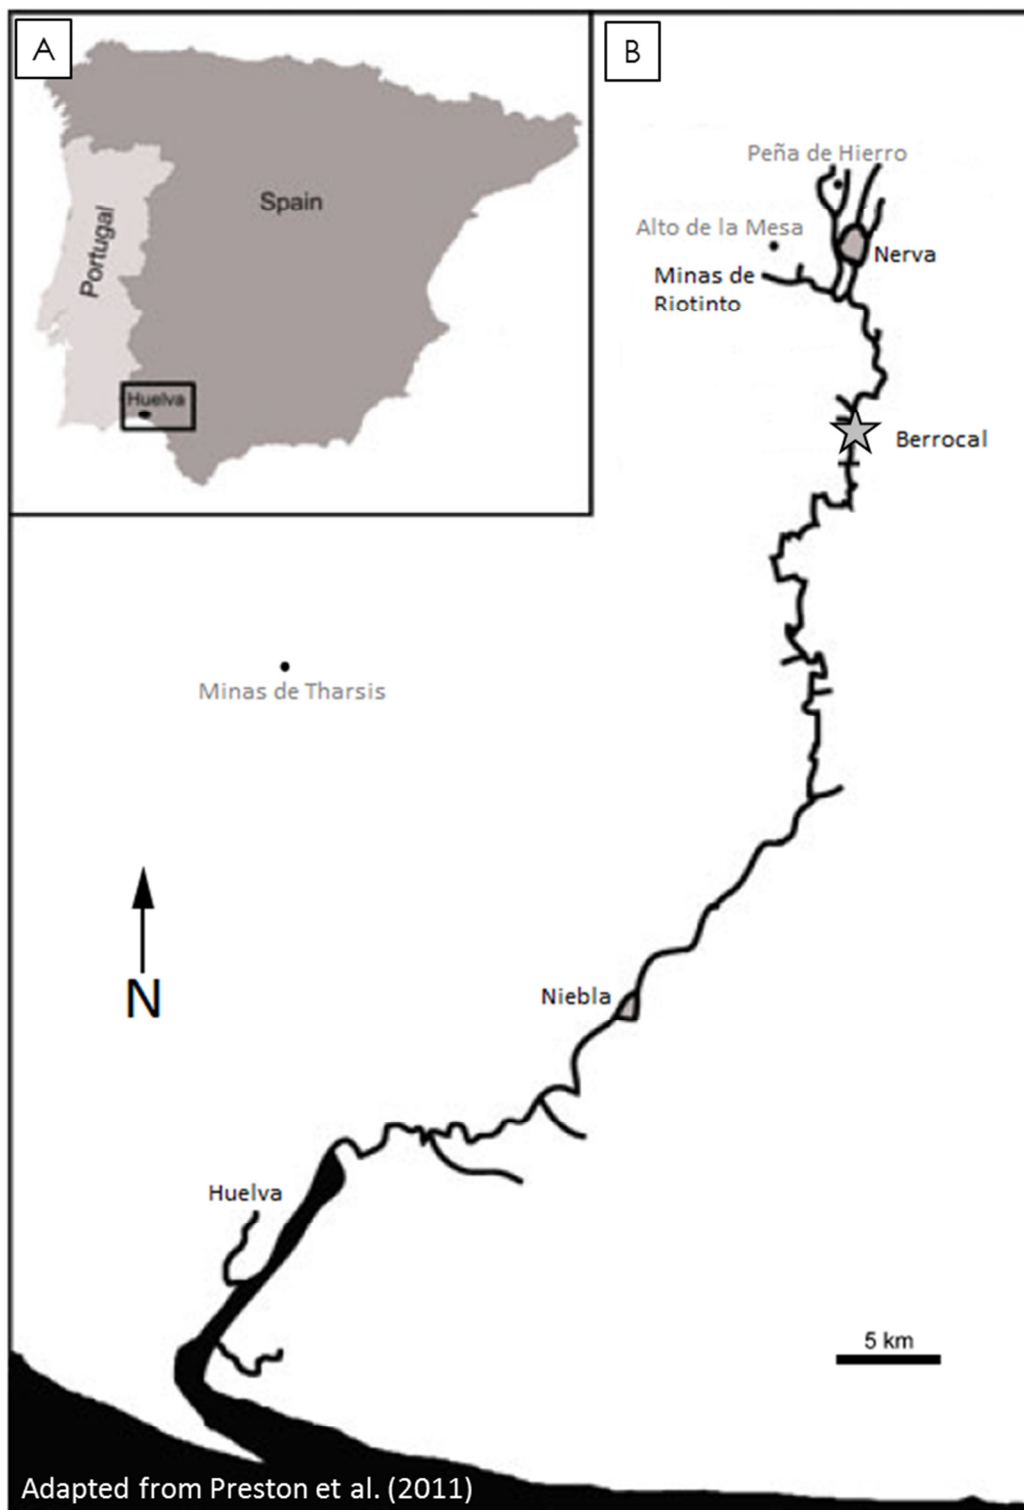 A
Spain
Portugal
Huelva
B
Peña de Hierro
Alto de la Mesa
Nerva
Minas de
Riotinto
Berrocal
Minas de Tharsis
N
Niebla
Huelva
5 km
Adapted from Preston et al. (2011)